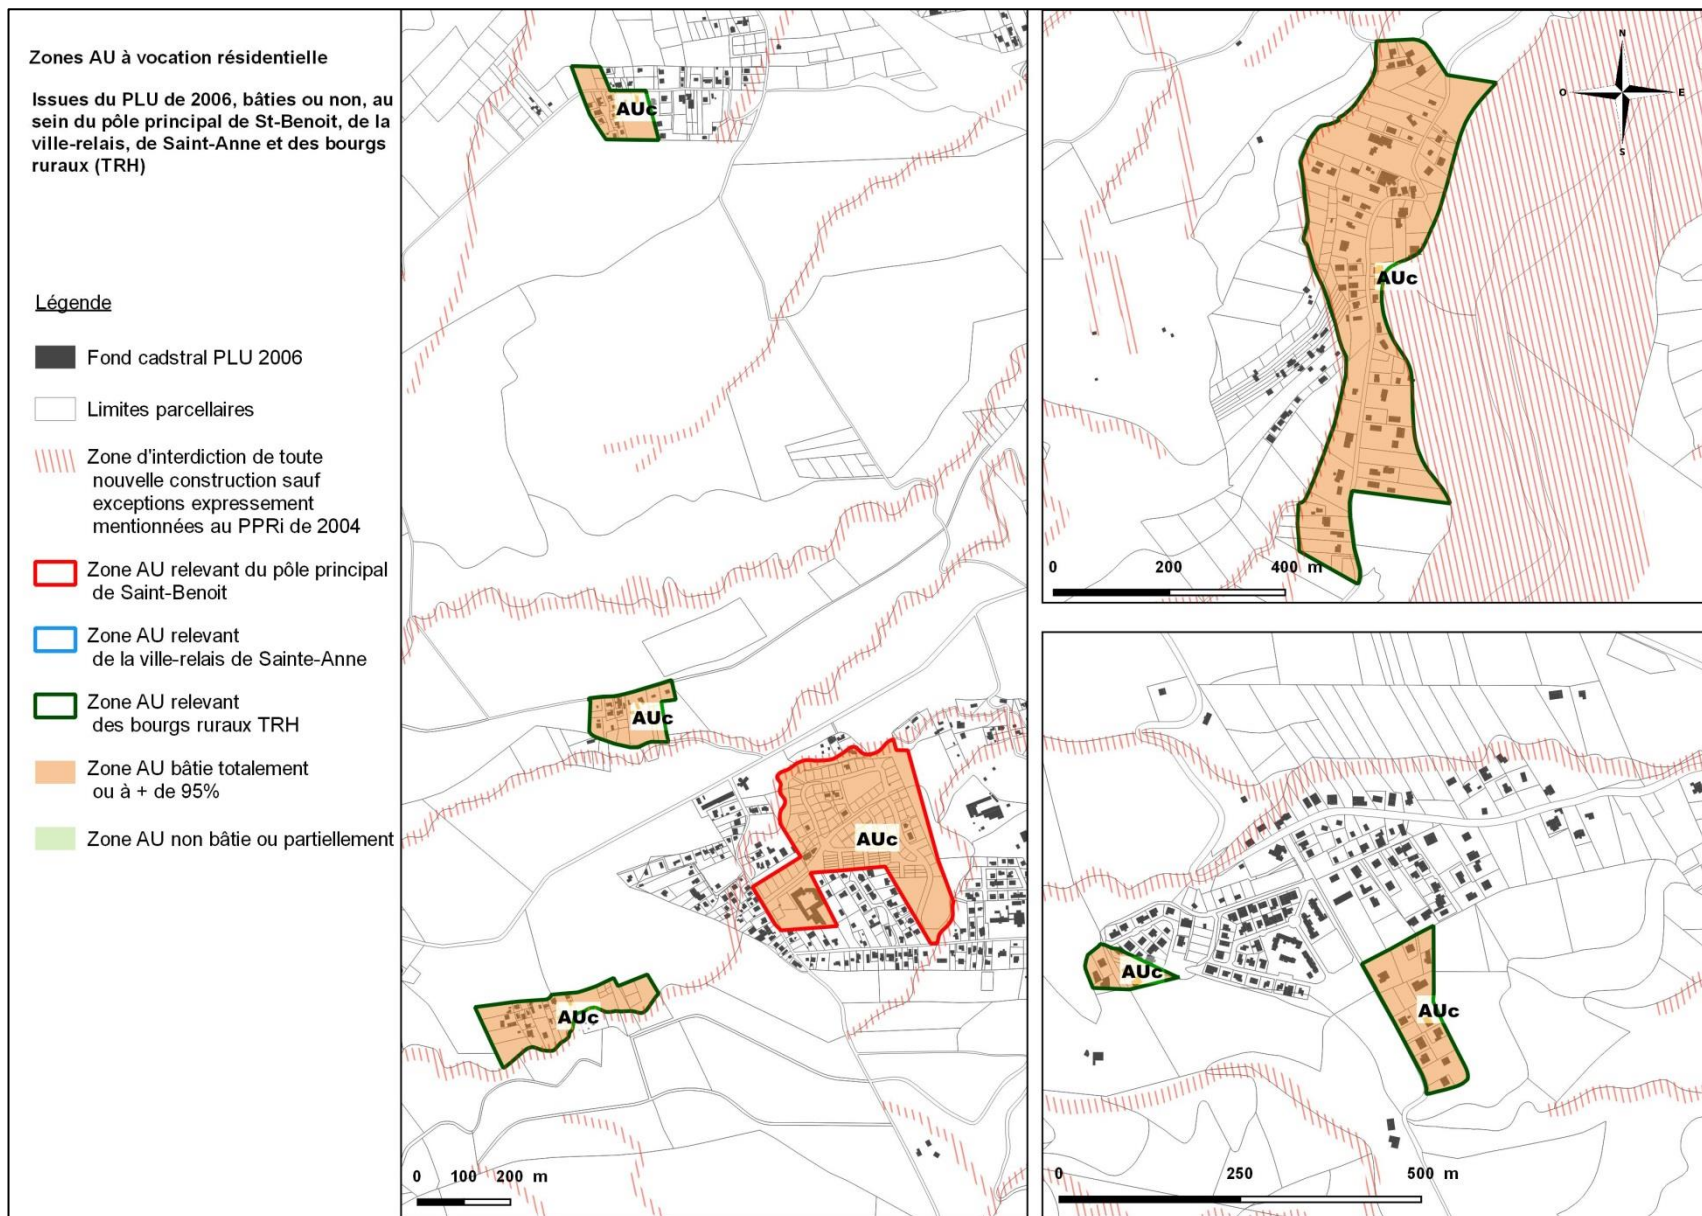 Zones AU à vocation résidentielle
Issues du PLU de 2006, bâties ou non, au
sein du pôle principal de St-Benoit, de la
ville-relais, de Saint-Anne et des bourgs
ruraux (TRH)
Légende
Fond cadstral PLU 2006
Limites parcellaires
Zone d'interdiction de toute
nouvelle construction sauf
exceptions expressement
mentionnées au PPRi de 2004
Zone AU relevant du pôle principal
de Saint-Benoit
Zone AU relevant
de la ville-relais de Sainte-Anne
Zone AU relevant
des bourgs ruraux TRH
Zone AU bâtie totalement
ou à + de 95%
Zone AU non bâtie ou partiellement
AUc
AUc
AUc
AUc
0 100 200 m
N
O E
S
AUc
0 200 400 m
AUc
AUc
0 250 500 m